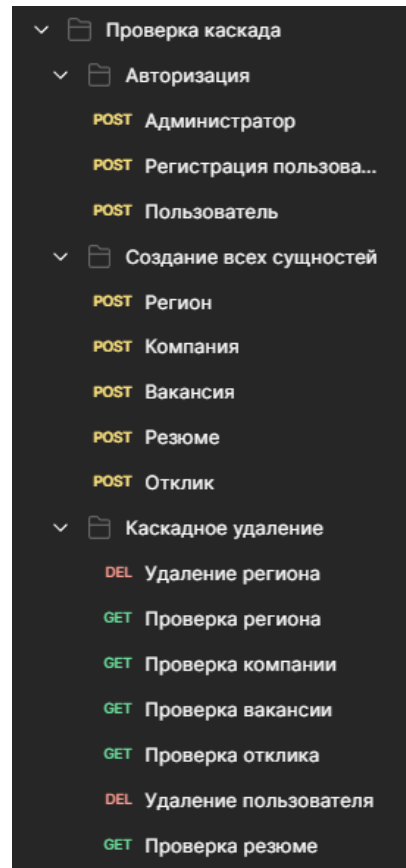 Проверка каскада
Авторизация
POST Администратор
POST Регистрация пользова...
POST Пользователь
Создание всех сущностей
POST Регион
POST Компания
POST Вакансия
POST Резюме
POST Отклик
Каскадное удаление
DEL Удаление региона
GET Проверка региона
GET Проверка компании
GET Проверка вакансии
GET Проверка отклика
DEL Удаление пользователя
GET Проверка резюме